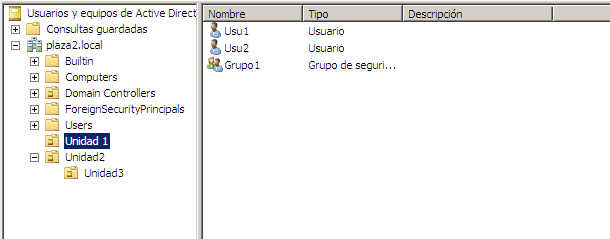 Usuarios y equipos de Active Direct
Consultas guardadas
plaza2.local
Builtin
Computers
Domain Controllers
ForeignSecurityPrincipals
Users
Unidad 1
Unidad2
Unidad3
Nombre Tipo Descripción
Usu1 Usuario
Usu2 Usuario
Grupo1 Grupo de seguri...